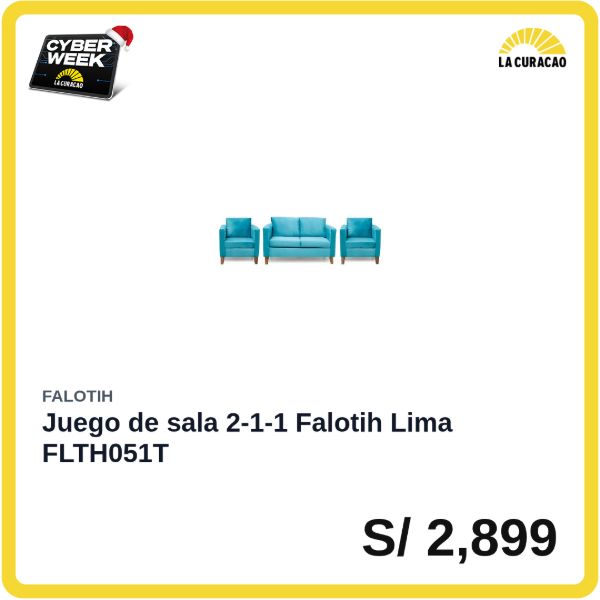 CYBER
WEEK
LA CURACAO
LA CURACAO
FALOTIH
Juego de sala 2-1-1 Falotih Lima
FLTH051T
S/ 2,899